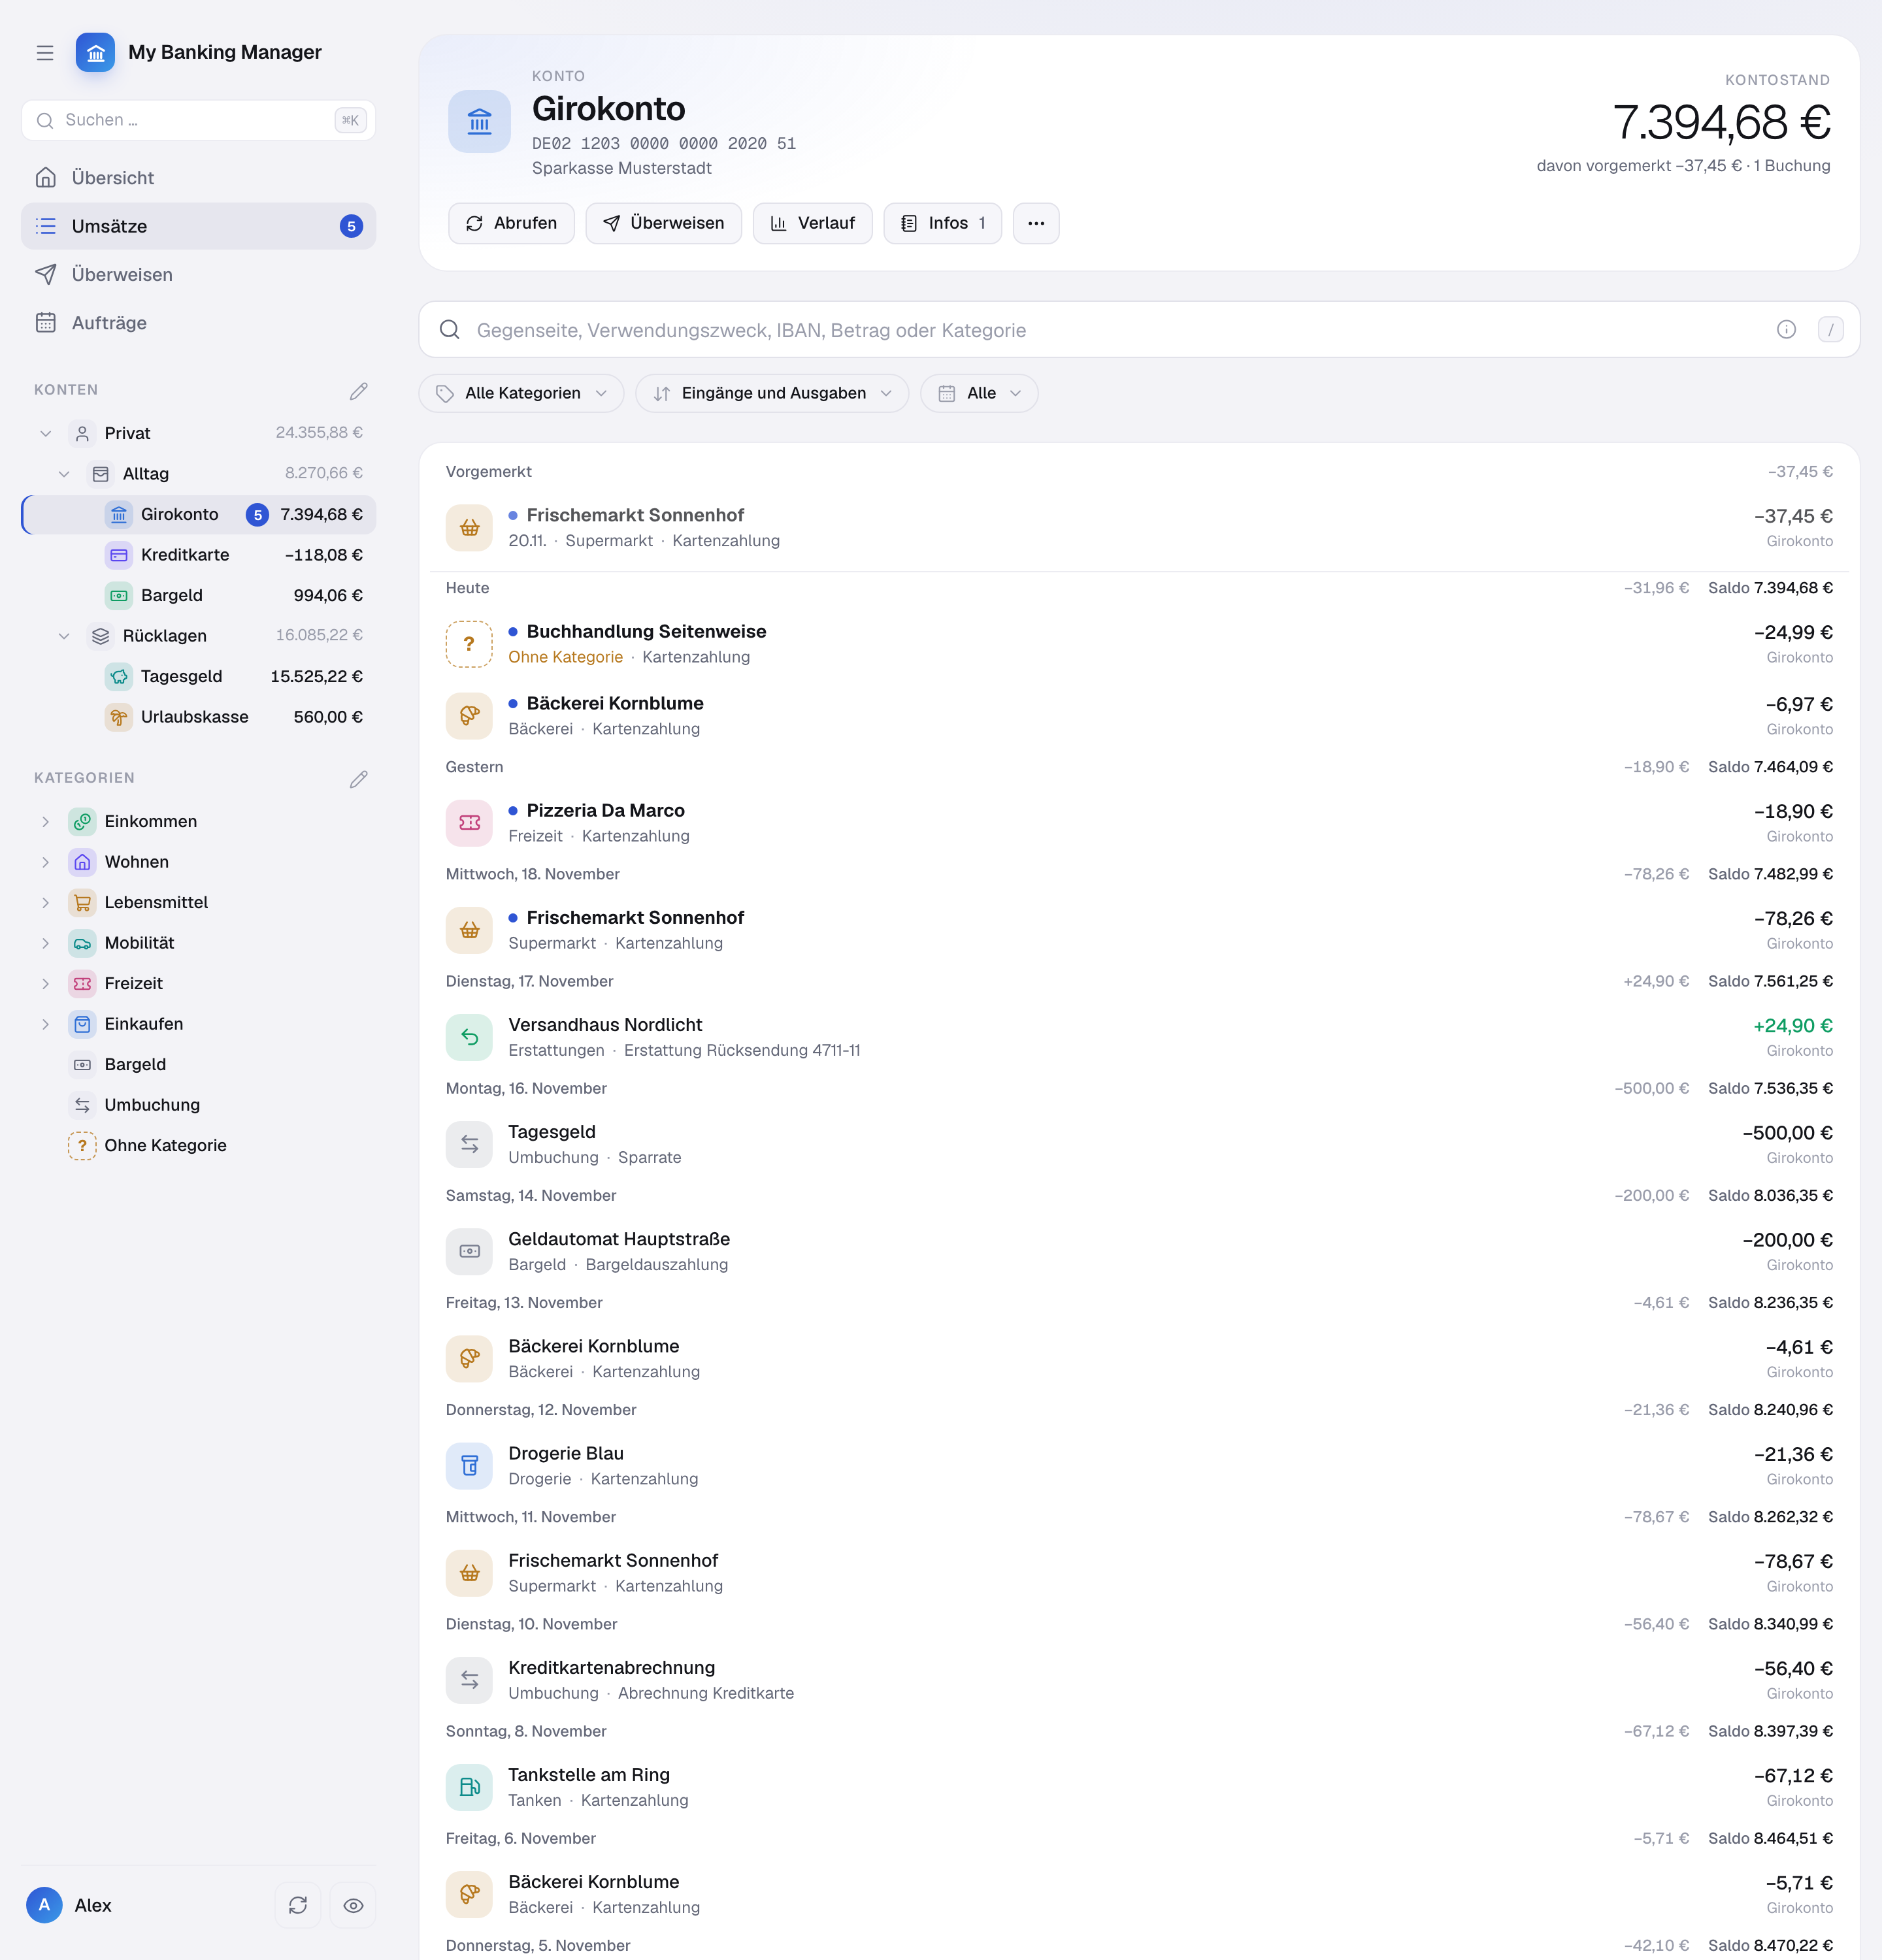 My Banking Manager
Suchen …
⌘K
Übersicht
Umsätze 5
Überweisen
Aufträge
KONTEN
Privat 24.355,88 €
Alltag 8.270,66 €
Girokonto 5 7.394,68 €
Kreditkarte −118,08 €
Bargeld 994,06 €
Rücklagen 16.085,22 €
Tagesgeld 15.525,22 €
Urlaubskasse 560,00 €
KATEGORIEN
Einkommen
Wohnen
Lebensmittel
Mobilität
Freizeit
Einkaufen
Bargeld
Umbuchung
? Ohne Kategorie
A Alex
KONTO
Girokonto
DE02 1203 0000 0000 2020 51
Sparkasse Musterstadt
KONTOSTAND
7.394,68 €
davon vorgemerkt −37,45 € · 1 Buchung
Abrufen Überweisen Verlauf Infos 1 ···
Gegenseite, Verwendungszweck, IBAN, Betrag oder Kategorie /
Alle Kategorien Eingänge und Ausgaben Alle
Vorgemerkt −37,45 €
Frischemarkt Sonnenhof −37,45 €
20.11. · Supermarkt · Kartenzahlung Girokonto
Heute −31,96 € Saldo 7.394,68 €
? Buchhandlung Seitenweise −24,99 €
Ohne Kategorie · Kartenzahlung Girokonto
Bäckerei Kornblume −6,97 €
Bäckerei · Kartenzahlung Girokonto
Gestern −18,90 € Saldo 7.464,09 €
Pizzeria Da Marco −18,90 €
Freizeit · Kartenzahlung Girokonto
Mittwoch, 18. November −78,26 € Saldo 7.482,99 €
Frischemarkt Sonnenhof −78,26 €
Supermarkt · Kartenzahlung Girokonto
Dienstag, 17. November +24,90 € Saldo 7.561,25 €
Versandhaus Nordlicht +24,90 €
Erstattungen · Erstattung Rücksendung 4711-11 Girokonto
Montag, 16. November −500,00 € Saldo 7.536,35 €
Tagesgeld −500,00 €
Umbuchung · Sparrate Girokonto
Samstag, 14. November −200,00 € Saldo 8.036,35 €
Geldautomat Hauptstraße −200,00 €
Bargeld · Bargeldauszahlung Girokonto
Freitag, 13. November −4,61 € Saldo 8.236,35 €
Bäckerei Kornblume −4,61 €
Bäckerei · Kartenzahlung Girokonto
Donnerstag, 12. November −21,36 € Saldo 8.240,96 €
Drogerie Blau −21,36 €
Drogerie · Kartenzahlung Girokonto
Mittwoch, 11. November −78,67 € Saldo 8.262,32 €
Frischemarkt Sonnenhof −78,67 €
Supermarkt · Kartenzahlung Girokonto
Dienstag, 10. November −56,40 € Saldo 8.340,99 €
Kreditkartenabrechnung −56,40 €
Umbuchung · Abrechnung Kreditkarte Girokonto
Sonntag, 8. November −67,12 € Saldo 8.397,39 €
Tankstelle am Ring −67,12 €
Tanken · Kartenzahlung Girokonto
Freitag, 6. November −5,71 € Saldo 8.464,51 €
Bäckerei Kornblume −5,71 €
Bäckerei · Kartenzahlung Girokonto
Donnerstag, 5. November −42,10 € Saldo 8.470,22 €